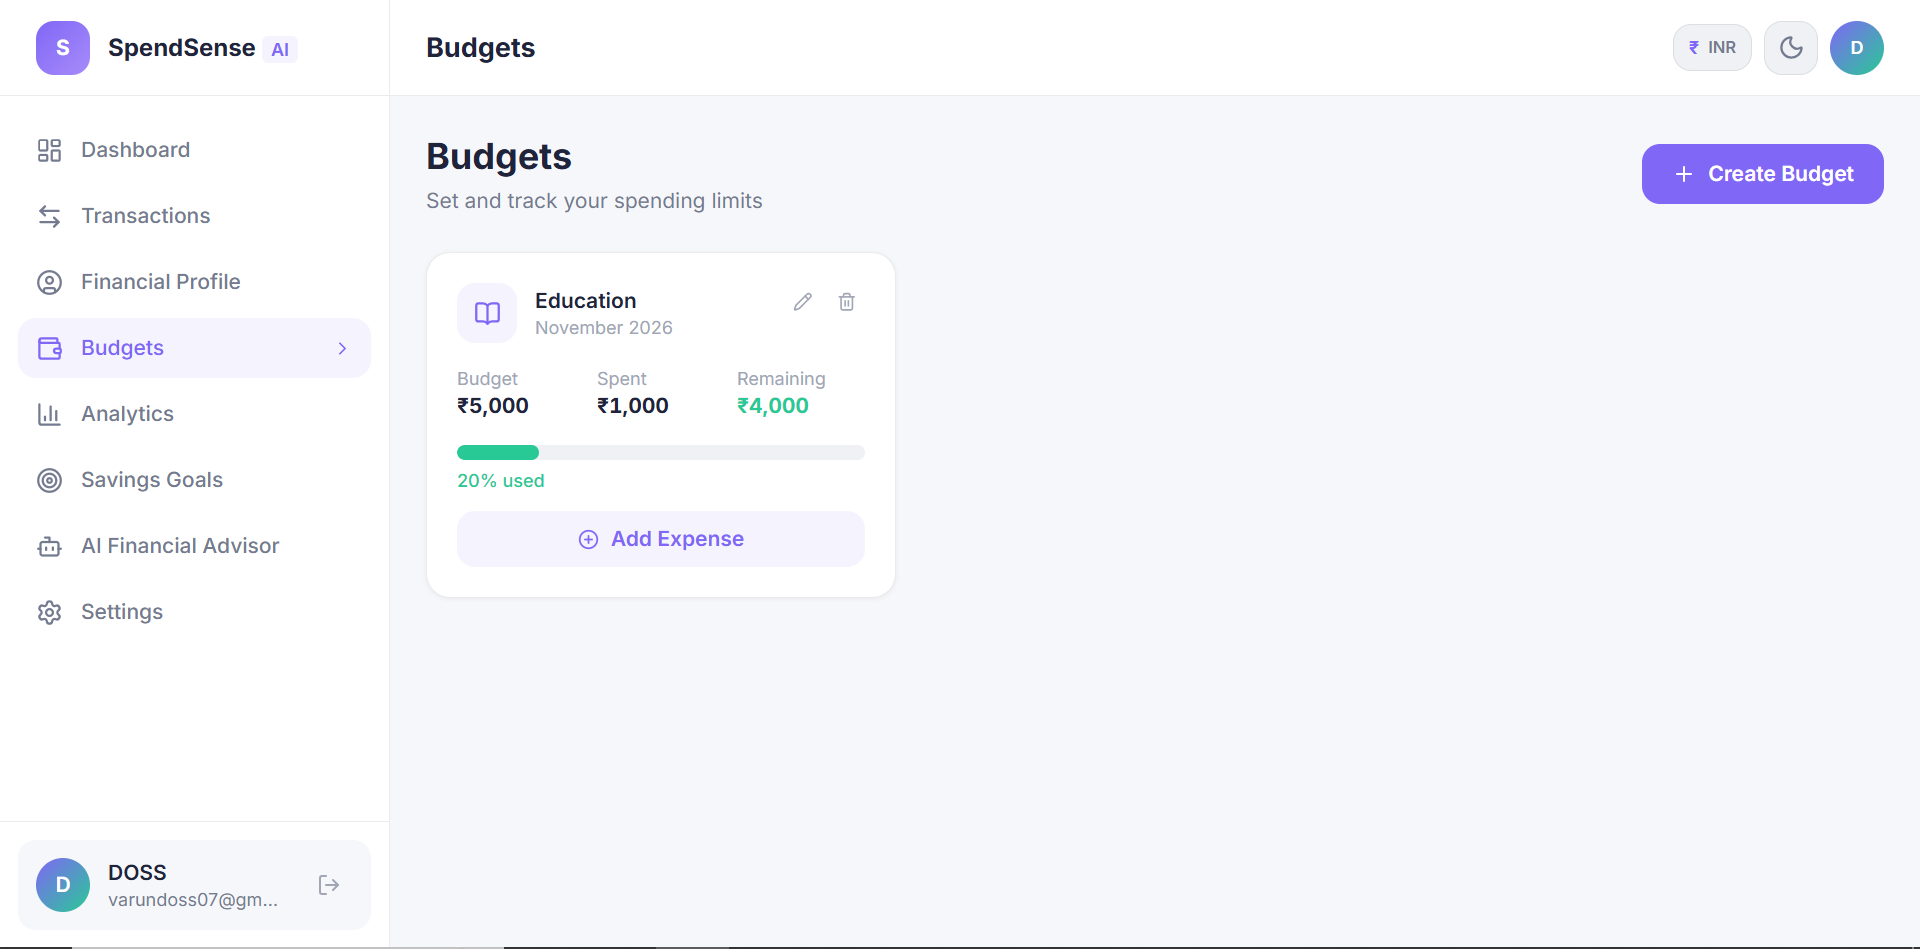 S SpendSense AI
Budgets
₹ INR
D
Dashboard
Transactions
Financial Profile
Budgets
Analytics
Savings Goals
AI Financial Advisor
Settings
D
DOSS
varundoss07@gm...
Budgets
Set and track your spending limits
Create Budget
Education
November 2026
Budget Spent Remaining
₹5,000 ₹1,000 ₹4,000
20% used
Add Expense